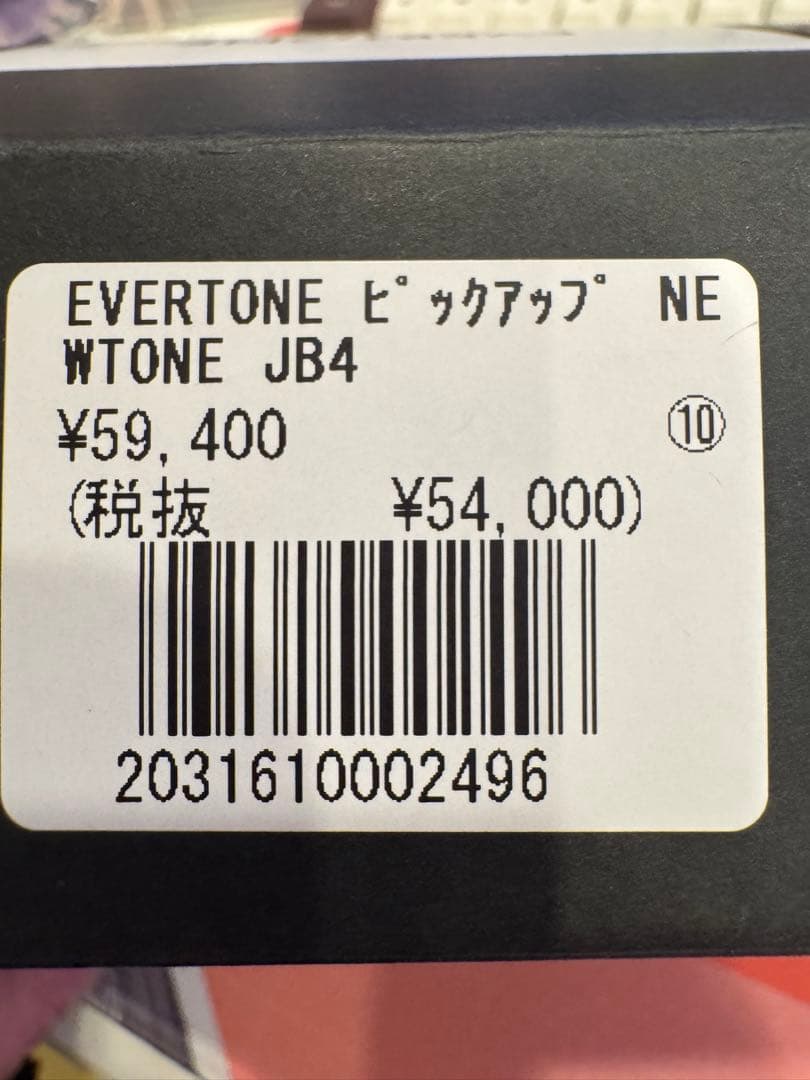 EVERTONE ﾋﾟｯｸｱｯﾌﾟ NE
WTONE JB4
¥59,400 ⑩
(税抜 ¥54,000)
2031610002496